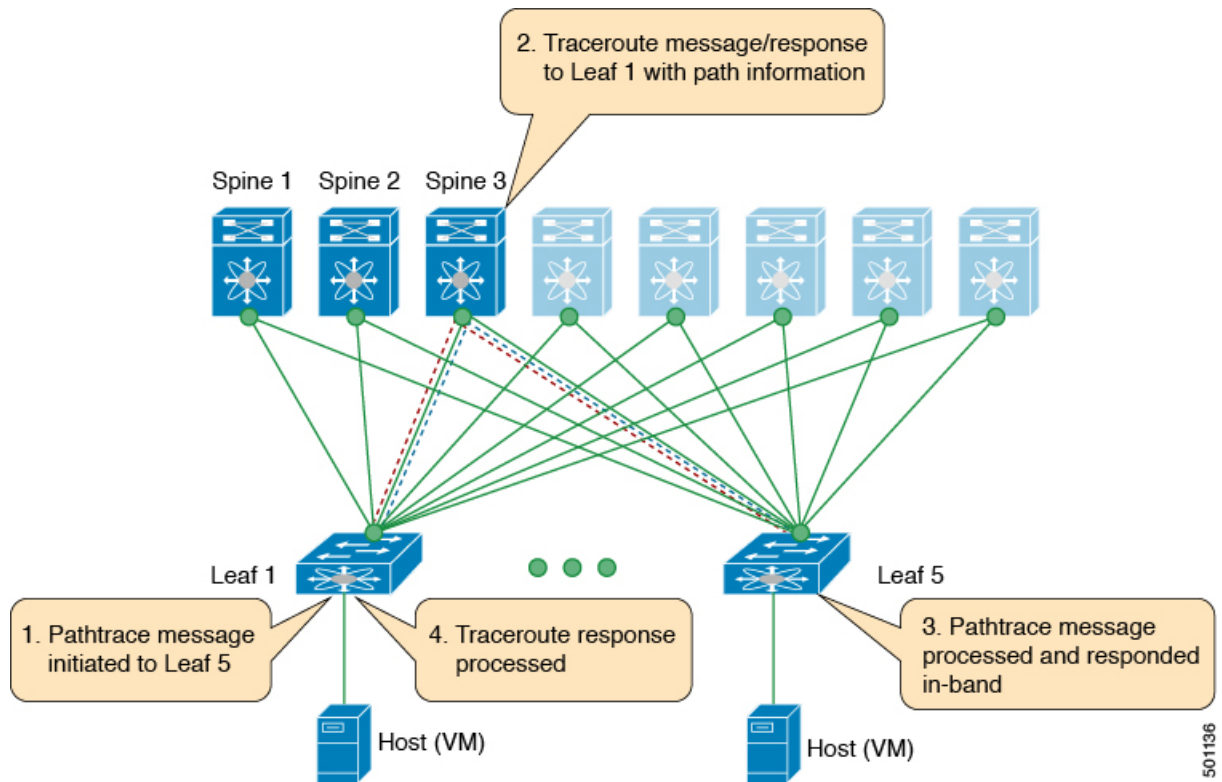 2. Traceroute message/response
to Leaf 1 with path information
Spine 1
Spine 2
Spine 3
Leaf 1
Leaf 5
1. Pathtrace message
initiated to Leaf 5
4. Traceroute response
processed
3. Pathtrace message
processed and responded
in-band
Host (VM)
Host (VM)
501136